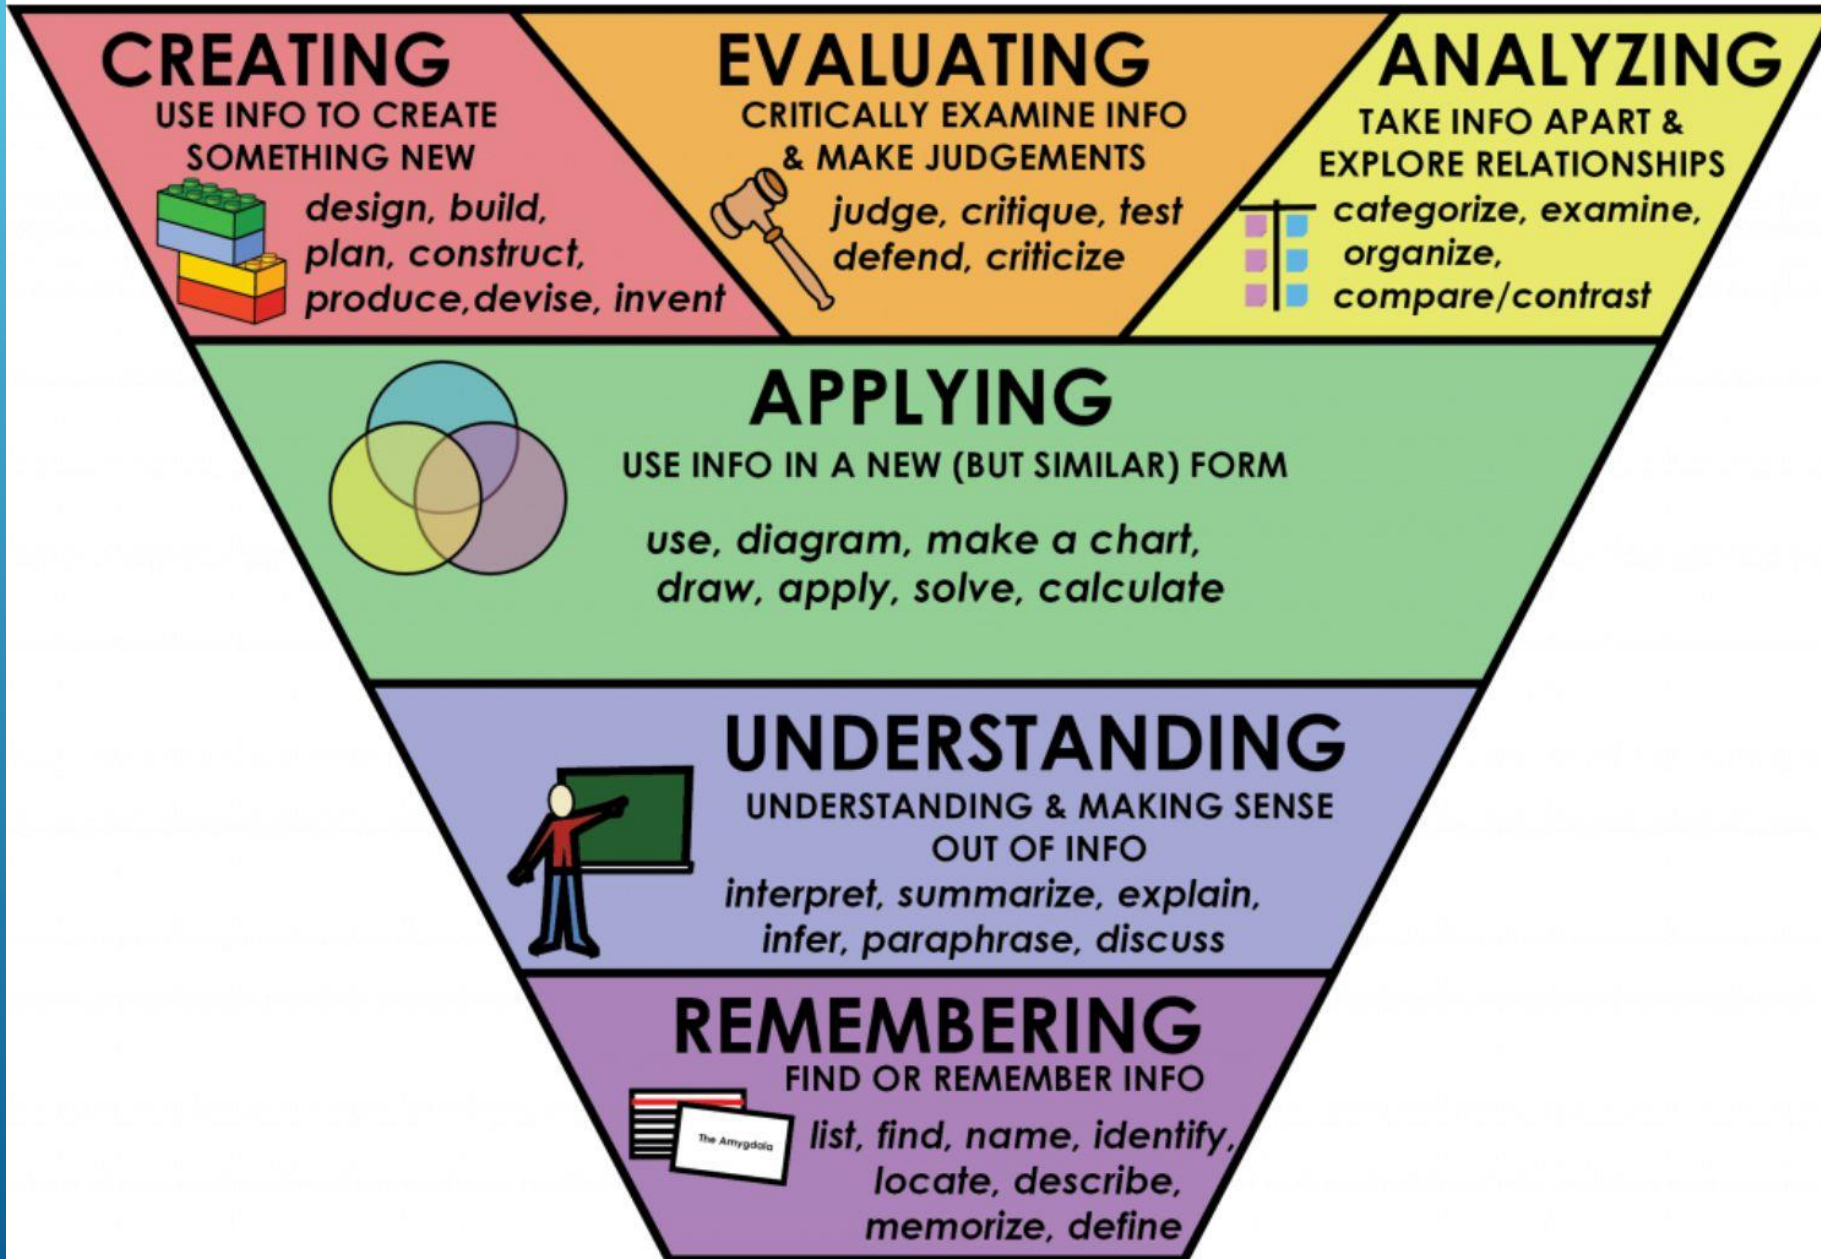 CREATING
USE INFO TO CREATE
SOMETHING NEW
design, build,
plan, construct,
produce,devise, invent
EVALUATING
CRITICALLY EXAMINE INFO
& MAKE JUDGEMENTS
judge, critique, test
defend, criticize
ANALYZING
TAKE INFO APART &
EXPLORE RELATIONSHIPS
categorize, examine,
organize,
compare/contrast
APPLYING
USE INFO IN A NEW (BUT SIMILAR) FORM
use, diagram, make a chart,
draw, apply, solve, calculate
UNDERSTANDING
UNDERSTANDING & MAKING SENSE
OUT OF INFO
interpret, summarize, explain,
infer, paraphrase, discuss
REMEMBERING
FIND OR REMEMBER INFO
The Amygdala
list, find, name, identify,
locate, describe,
memorize, define